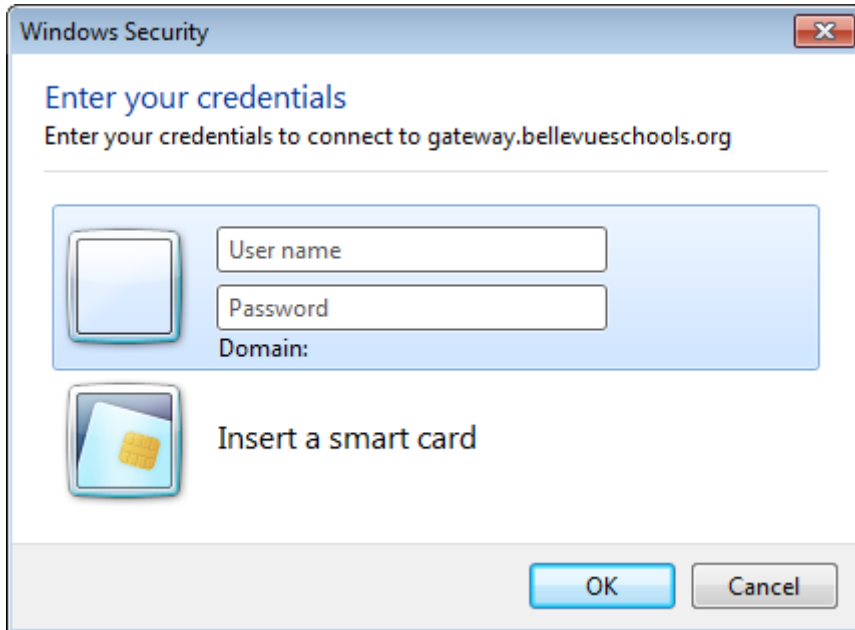 Windows Security
Enter your credentials
Enter your credentials to connect to gateway.bellevueschools.org
User name
Password
Domain:
Insert a smart card
OK Cancel